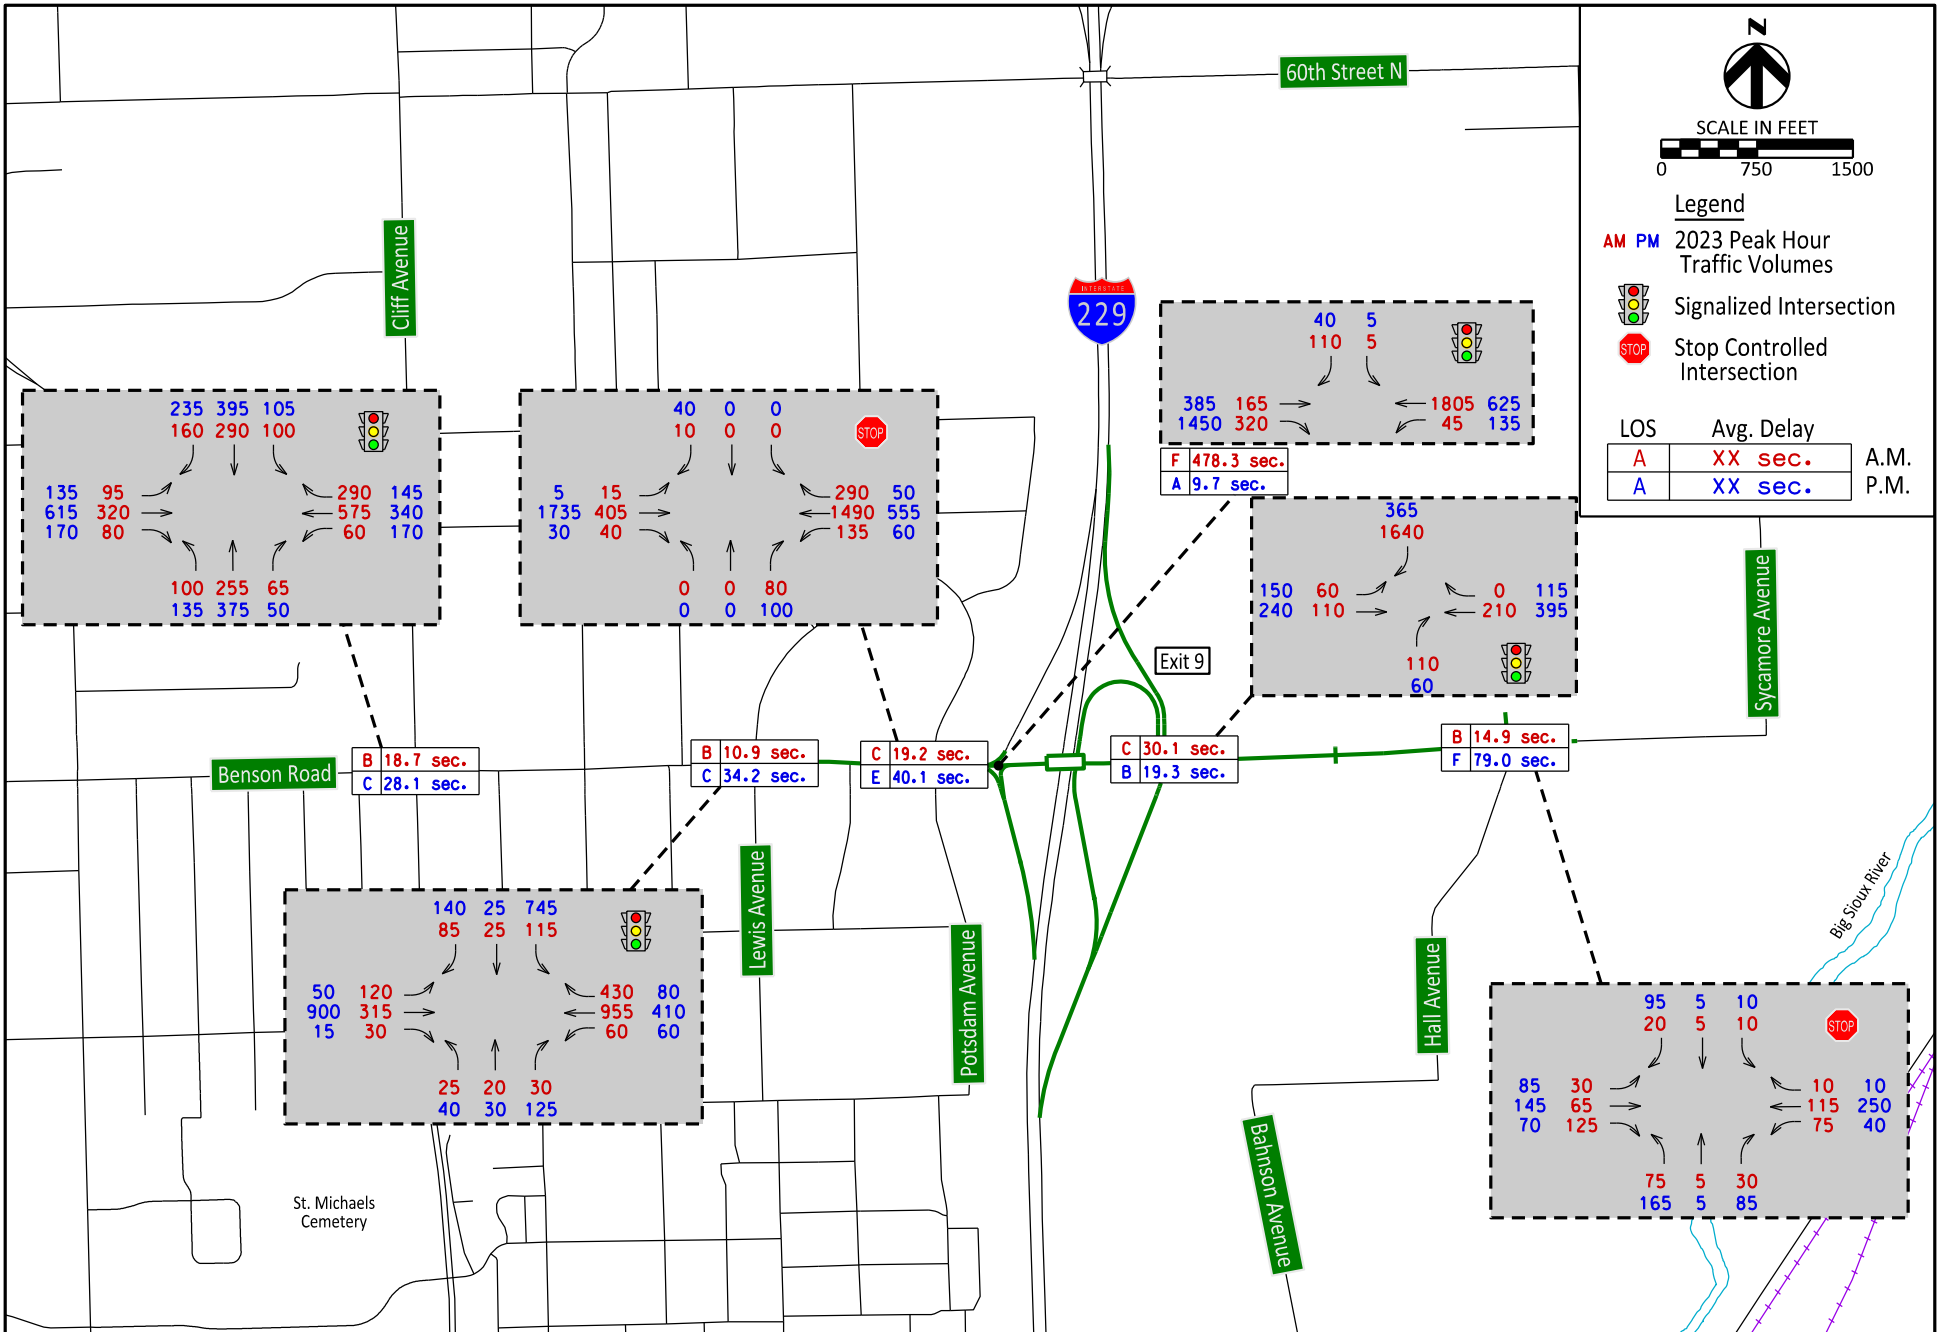 60th Street N
N
SCALE IN FEET
0 750 1500
Legend
AM PM 2023 Peak Hour
Traffic Volumes
Signalized Intersection
STOP Stop Controlled
Intersection
LOS Avg. Delay
A XX sec. A.M.
A XX sec. P.M.
Cliff Avenue
INTERSTATE
229
40 5
110 5
385 165 1805 625
1450 320 45 135
F 478.3 sec.
A 9.7 sec.
235 395 105
160 290 100
135 95 290 145
615 320 575 340
170 80 60 170
100 255 65
135 375 50
40 0 0
10 0 0
STOP
5 15 290 50
1735 405 1490 555
30 40 135 60
0 0 80
0 0 100
365
1640
150 60 0 115
240 110 210 395
110
60
Exit 9
Sycamore Avenue
Benson Road
B 18.7 sec.
C 28.1 sec.
B 10.9 sec.
C 34.2 sec.
C 19.2 sec.
E 40.1 sec.
C 30.1 sec.
B 19.3 sec.
B 14.9 sec.
F 79.0 sec.
Lewis Avenue
Potsdam Avenue
Hall Avenue
Big Sioux River
140 25 745
85 25 115
50 120 430 80
900 315 955 410
15 30 60 60
25 20 30
40 30 125
95 5 10
20 5 10
STOP
85 30 10 10
145 65 115 250
70 125 75 40
75 5 30
165 5 85
Bahnson Avenue
St. Michaels
Cemetery